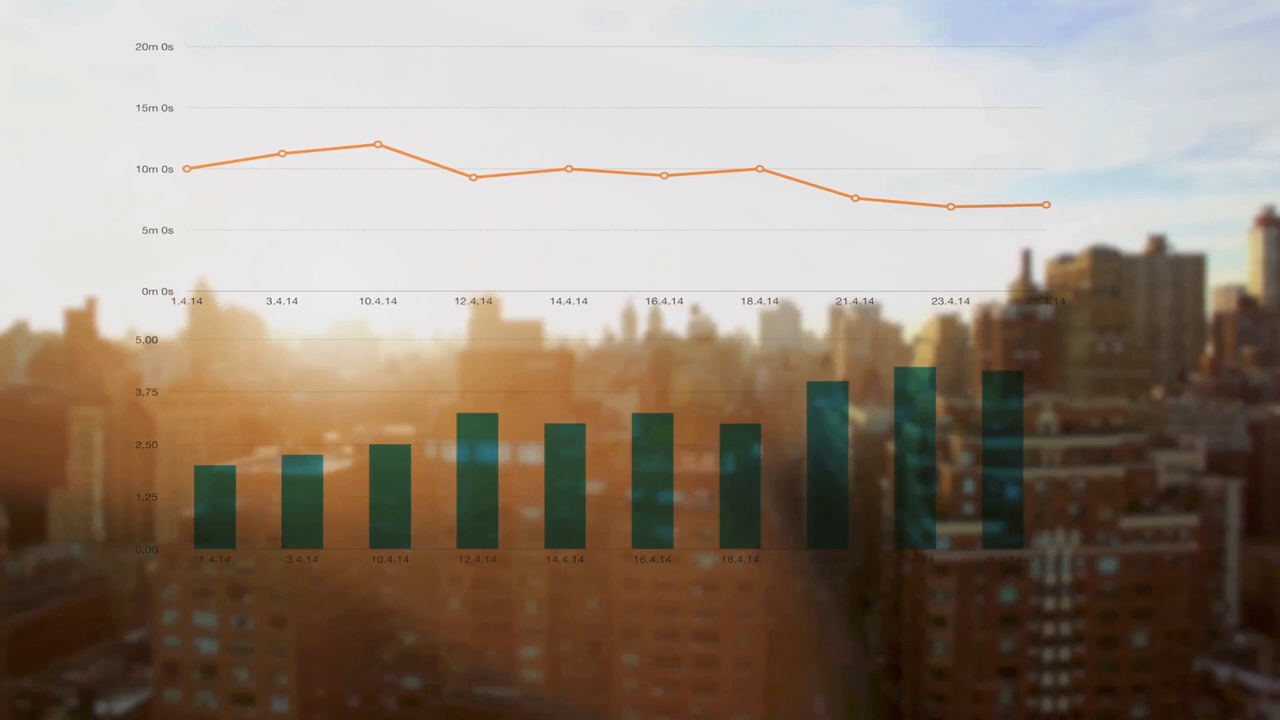 20m 0s
15m 0s
10m 0s
5m 0s
0m 0s
1.4.14 3.4.14 10.4.14 12.4.14 14.4.14 16.4.14 18.4.14 21.4.14 23.4.14
5.00
3,75
2.50
1,25
0.00
1.4.14 3.4.14 10.4.14 12.4.14 14.4.14 16.4.14 18.4.14